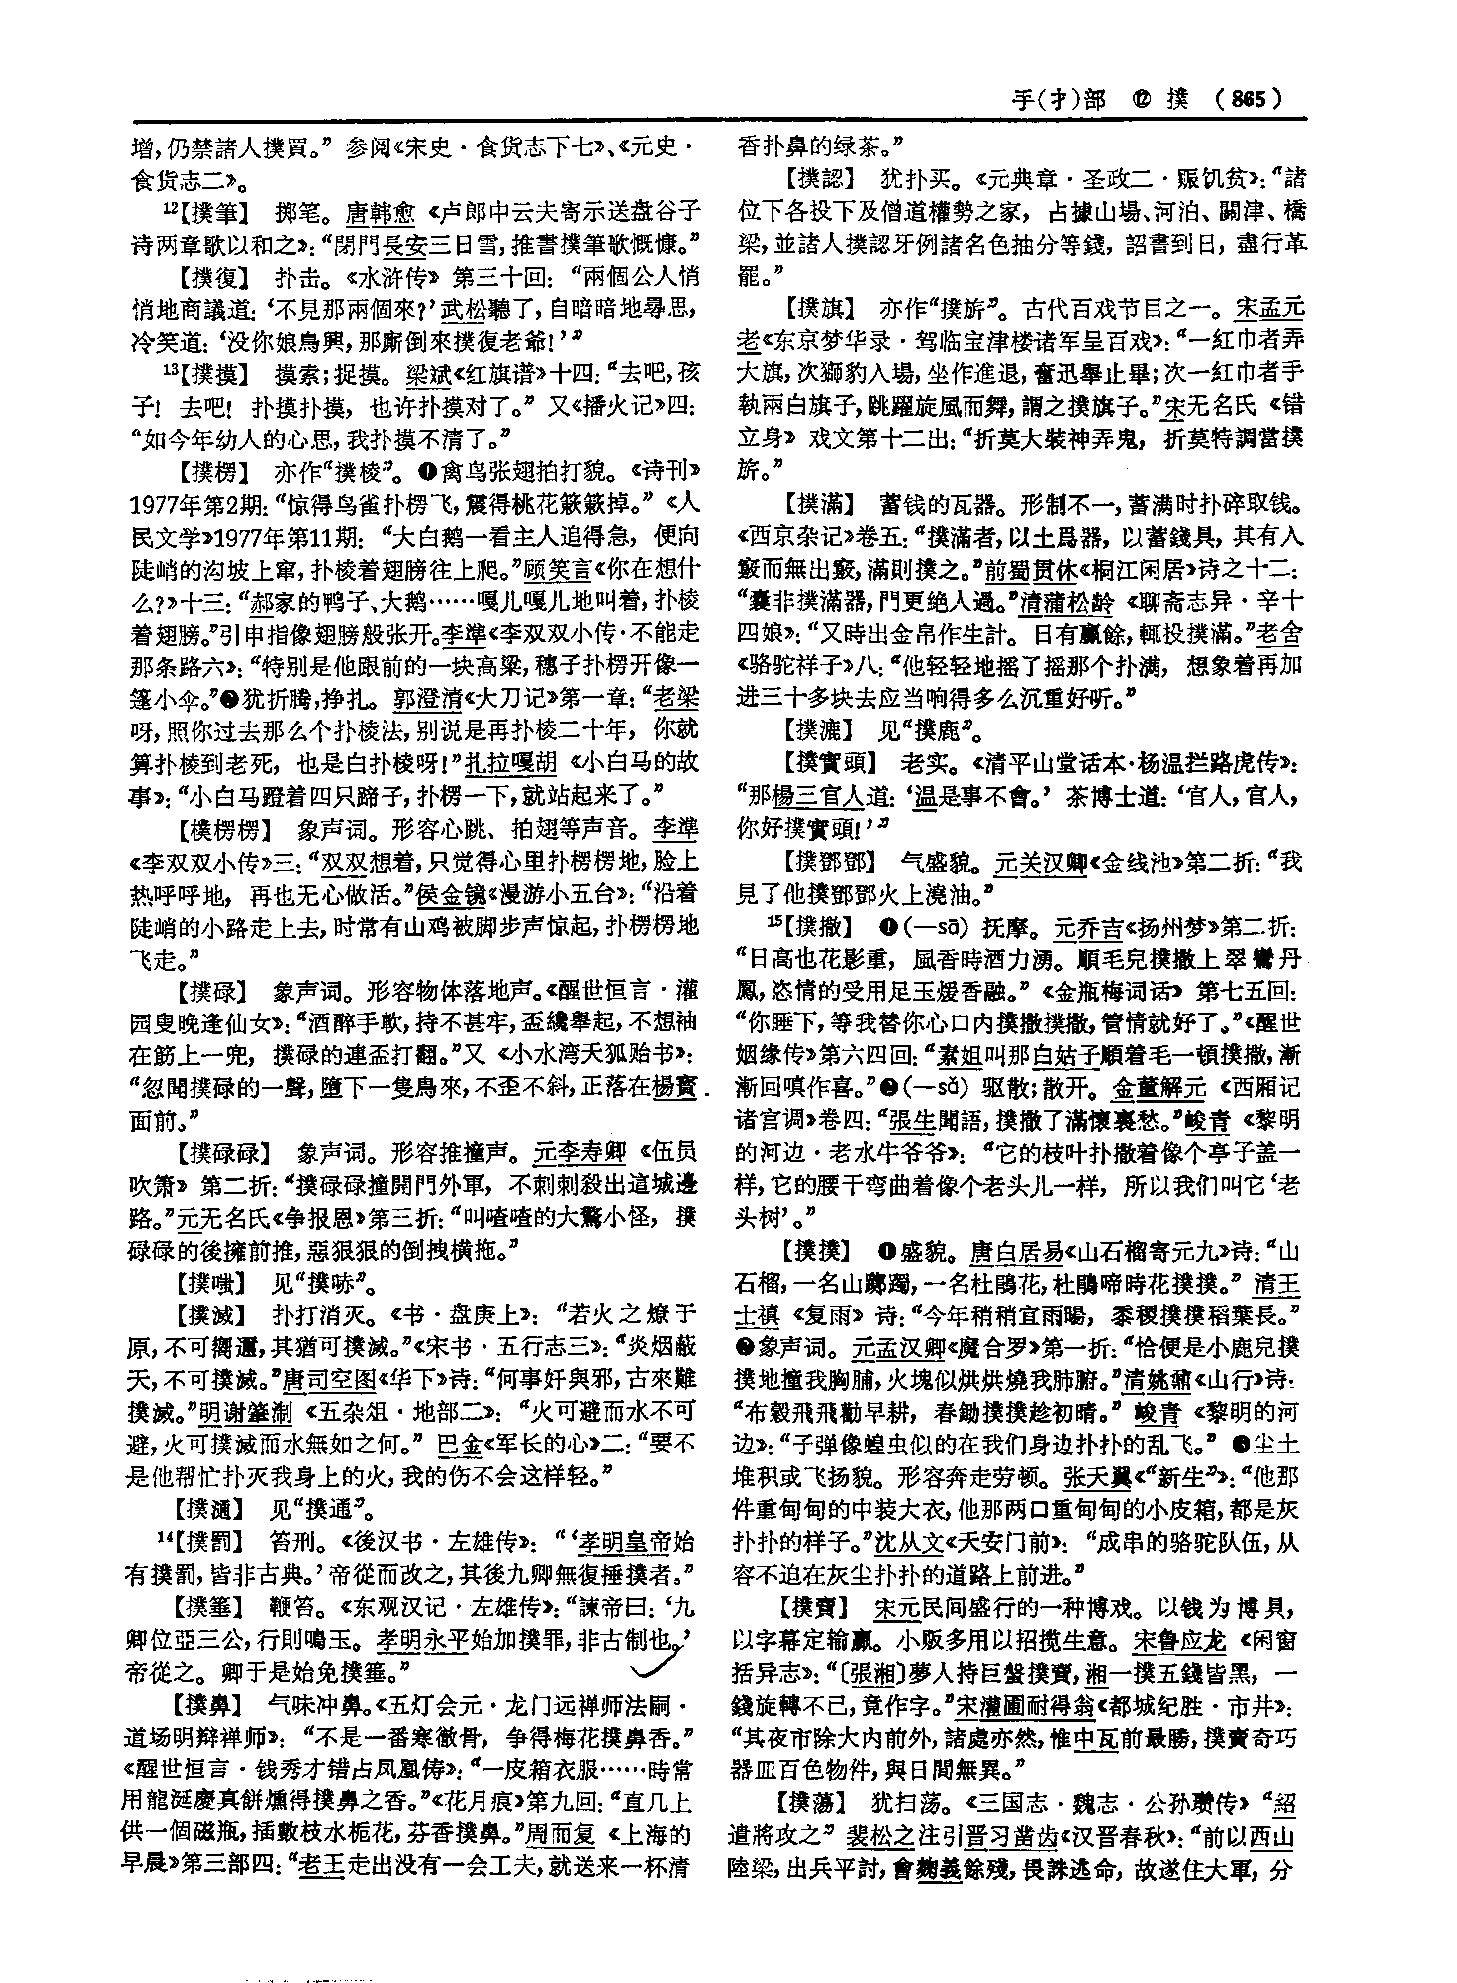 手(扌)部　⑫　撲　(865)
增,仍禁諸人撲買。”参阅《宋史·食货志下七》、《元史·
食货志二》。
12【撲筆】　掷笔。唐韩愈《卢郎中云夫寄示送盘谷子
诗两章歌以和之》:“閉門長安三日雪,推書撲筆歌慨慷。”
【撲復】　扑击。《水浒传》第三十回:“兩個公人悄
悄地商議道:‘不見那兩個來?’武松聽了,自暗暗地尋思,
冷笑道:‘没你娘鳥興,那廝倒來撲復老爺!’”
13【撲摸】　摸索;捉摸。梁斌《红旗谱》十四:“去吧,孩
子!去吧!扑摸扑摸,也许扑摸对了。”又《播火记》四:
“如今年幼人的心思,我扑摸不清了。”
【撲楞】　亦作“撲棱”。❶禽鸟张翅拍打貌。《诗刊》
1977年第2期:“惊得鸟雀扑楞飞,震得桃花簌簌掉。”《人
民文学》1977年第11期:“大白鹅一看主人追得急,便向
陡峭的沟坡上窜,扑棱着翅膀往上爬。”顾笑言《你在想什
么?》十三:“郝家的鸭子、大鹅……嘎儿嘎儿地叫着,扑棱
着翅膀。”引申指像翅膀般张开。李準《李双双小传·不能走
那条路六》:“特别是他跟前的一块高粱,穗子扑楞开像一
篷小伞。”❷犹折腾,挣扎。郭澄清《大刀记》第一章:“老梁
呀,照你过去那么个扑棱法,别说是再扑棱二十年,你就
算扑棱到老死,也是白扑棱呀!”扎拉嘎胡《小白马的故
事》:“小白马蹬着四只蹄子,扑楞一下,就站起来了。”
【撲楞楞】　象声词。形容心跳、拍翅等声音。李準
《李双双小传》三:“双双想着,只觉得心里扑楞楞地,脸上
热呼呼地,再也无心做活。”侯金镜《漫游小五台》:“沿着
陡峭的小路走上去,时常有山鸡被脚步声惊起,扑楞楞地
飞走。”
【撲碌】　象声词。形容物体落地声。《醒世恒言·灌
园叟晚逢仙女》:“酒醉手軟,持不甚牢,盃纔舉起,不想袖
在筯上一兜,撲碌的連盃打翻。”又《小水湾天狐贻书》:
“忽聞撲碌的一聲,墮下一隻鳥來,不歪不斜,正落在楊寶
面前。”
【撲碌碌】　象声词。形容推撞声。元李寿卿《伍员
吹箫》第二折:“撲碌碌撞開門外軍,不刺刺殺出這城邊
路。”元无名氏《争报恩》第三折:“叫喳喳的大驚小怪,撲
碌碌的後擁前推,惡狠狠的倒拽横拖。”
【撲嗤】　见“撲哧”。
【撲滅】　扑打消灭。《书·盘庚上》:“若火之燎于
原,不可嚮邇,其猶可撲滅。”《宋书·五行志三》:“炎烟蔽
天,不可撲滅。”唐司空图《华下》诗:“何事奸與邪,古來難
撲滅。”明谢肇淛《五杂俎·地部二》:“火可避而水不可
避,火可撲滅而水無如之何。”巴金《军长的心》二:“要不
是他帮忙扑灭我身上的火,我的伤不会这样轻。”
【撲通】　见“撲通”。
14【撲罰】　笞刑。《後汉书·左雄传》:“‘孝明皇帝始
有撲罰,皆非古典。’帝從而改之,其後九卿無復捶撲者。”
【撲箠】　鞭笞。《东观汉记·左雄传》:“諫帝曰:‘九
卿位亞三公,行則鳴玉。孝明永平始加撲罪,非古制也。’
帝從之。卿于是始免撲箠。”
【撲鼻】　气味冲鼻。《五灯会元·龙门远禅师法嗣·
道场明辩禅师》:“不是一番寒徹骨,争得梅花撲鼻香。”
《醒世恒言·钱秀才错占凤凰俦》:“一皮箱衣服……時常
用龍涎慶真餅燻得撲鼻之香。”《花月痕》第九回:“直几上
供一個磁瓶,插數枝水梔花,芬香撲鼻。”周而复《上海的
早晨》第三部四:“老王走出没有一会工夫,就送来一杯清
香扑鼻的绿茶。”
【撲認】　犹扑买。《元典章·圣政二·赈饥贫》:“諸
位下各投下及僧道權勢之家,占據山場、河泊、關津、橋
梁,並諸人撲認牙例諸名色抽分等錢,詔書到日,盡行革
罷。”
【撲旗】　亦作“撲旂”。古代百戏节目之一。宋孟元
老《东京梦华录·驾临宝津楼诸军呈百戏》:“一紅巾者弄
大旗,次獅豹入場,坐作進退,奮迅舉止畢;次一紅巾者手
執兩白旗子,跳躍旋風而舞,謂之撲旗子。”宋无名氏《错
立身》戏文第十二出:“折莫大裝神弄鬼,折莫特調當撲
旂。”
【撲滿】　蓄钱的瓦器。形制不一,蓄满时扑碎取钱。
《西京杂记》卷五:“撲滿者,以土爲器,以蓄錢具,其有入
竅而無出竅,滿則撲之。”前蜀贯休《桐江闲居》诗之十二:
“囊非撲滿器,門更绝人過。”清蒲松龄《聊斋志异·辛十
四娘》:“又時出金帛作生計。日有贏餘,輒投撲滿。”老舍
《骆驼祥子》八:“他轻轻地摇了摇那个扑满,想象着再加
进三十多块去应当响得多么沉重好听。”
【撲漉】　见“撲鹿”。
【撲實頭】　老实。《清平山堂话本·杨温拦路虎传》:
“那楊三官人道:‘温是事不會。’茶博士道:‘官人,官人,
你好撲實頭!’”
【撲鄧鄧】　气盛貌。元关汉卿《金线池》第二折:“我
見了他撲鄧鄧火上澆油。”
15【撲撒】　❶(—sā)抚摩。元乔吉《扬州梦》第二折:
“日高也花影重,風香時酒力湧。順毛兒撲撒上翠鸞丹
鳳,恣情的受用足玉煖香融。”《金瓶梅词话》第七五回:
“你睡下,等我替你心口内撲撒撲撒,管情就好了。”《醒世
姻缘传》第六四回:“素姐叫那白姑子順着毛一頓撲撒,漸
漸回嗔作喜。”❷(—sǎ)驱散;散开。金董解元《西厢记
诸宫调》卷四:“張生聞語,撲撒了滿懷裏愁。”峻青《黎明
的河边·老水牛爷爷》:“它的枝叶扑撒着像个亭子盖一
样,它的腰干弯曲着像个老头儿一样,所以我们叫它‘老
头树’。”
【撲撲】　❶盛貌。唐白居易《山石榴寄元九》诗:“山
石榴,一名山躑躅,一名杜鵑花,杜鵑啼時花撲撲。”清王
士禛《复雨》诗:“今年稍稍宜雨暘,黍稷撲撲稻葉長。”
❷象声词。元孟汉卿《魔合罗》第一折:“恰便是小鹿兒撲
撲地撞我胸脯,火塊似烘烘燒我肺腑。”清姚鼐《山行》诗:
“布穀飛飛勸早耕,春鋤撲撲趁初晴。”峻青《黎明的河
边》:“子弹像蝗虫似的在我们身边扑扑的乱飞。”❸尘土
堆积或飞扬貌。形容奔走劳顿。张天翼《“新生”》:“他那
件重甸甸的中装大衣,他那两口重甸甸的小皮箱,都是灰
扑扑的样子。”沈从文《天安门前》:“成串的骆驼队伍,从
容不迫在灰尘扑扑的道路上前进。”
【撲賣】　宋元民间盛行的一种博戏。以钱为博具,
以字幕定输赢。小贩多用以招揽生意。宋鲁应龙《闲窗
括异志》:“〔張湘〕夢人持巨蟹撲賣,湘一撲五錢皆黑,一
錢旋轉不已,竟作字。”宋灌圃耐得翁《都城纪胜·市井》:
“其夜市除大内前外,諸處亦然,惟中瓦前最勝,撲賣奇巧
器皿百色物件,與日間無異。”
【撲蕩】　犹扫荡。《三国志·魏志·公孙瓒传》“紹
遣將攻之”裴松之注引晋习凿齿《汉晋春秋》:“前以西山
陸梁,出兵平討,會麴義餘殘,畏誅逃命,故遂住大軍,分